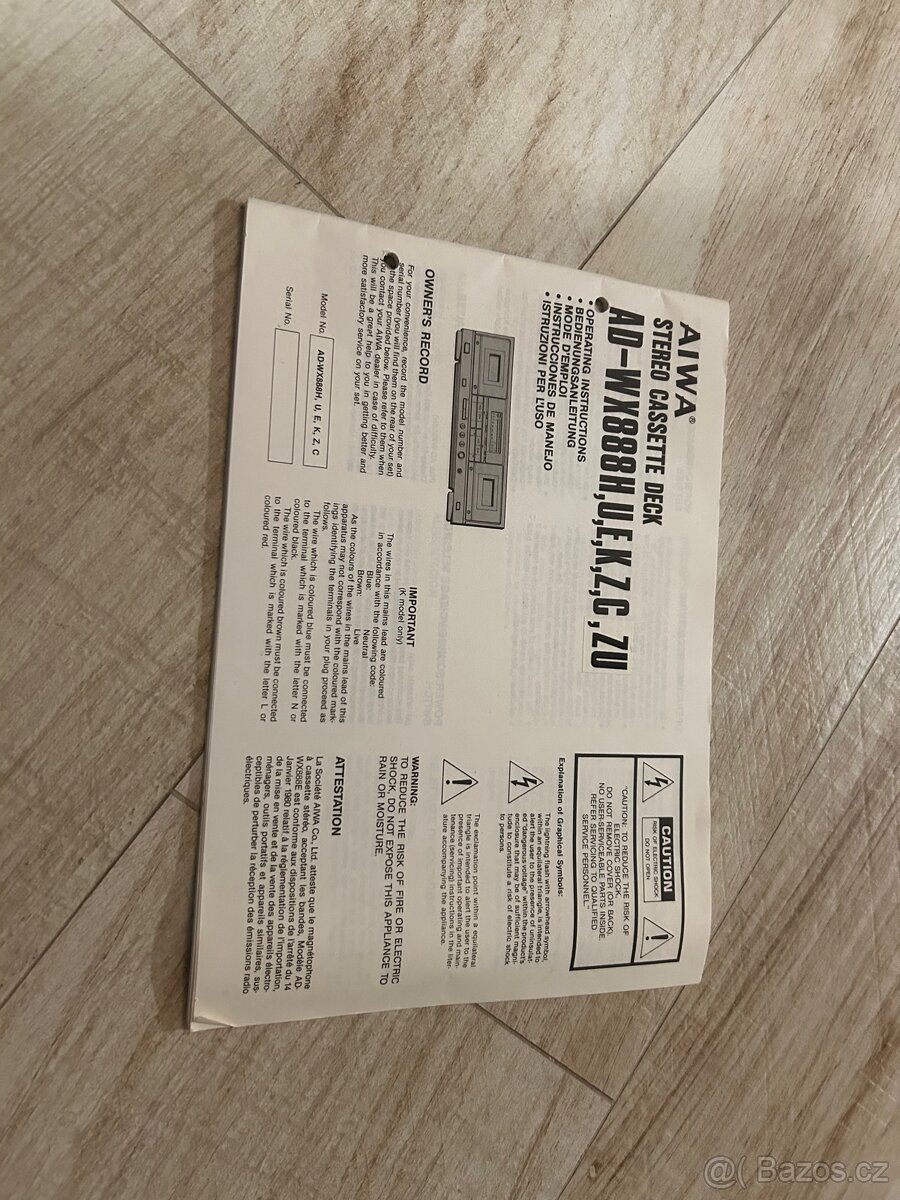 AIWA®
STEREO CASSETTE DECK
AD-WX888H,U,E,K,Z,C,ZU
• OPERATING INSTRUCTIONS
• BEDIENUNGSANLEITUNG
• MODE D'EMPLOI
• INSTRUCCIONES DE MANEJO
• ISTRUZIONI PER L'USO
OWNER'S RECORD
For your convenience, record the model number and
serial number (you will find them on the rear of your set)
the space provided below. Please refer to them when
you contact your AIWA dealer in case of difficulty.
This will be a great help to you in getting better and
more satisfactory service on your set.
Model No. AD-WX888H, U, E, K, Z, C
Serial No.
IMPORTANT
(K model only)
The wires in this mains lead are coloured
in accordance with the following code:
Blue: Neutral
Brown: Live
As the colours of the wires in the mains lead of this
apparatus may not correspond with the coloured mark-
ings identifying the terminals in your plug proceed as
follows.
The wire which is coloured blue must be connected
to the terminal which is marked with the letter N or
coloured black.
The wire which is coloured brown must be connected
to the terminal which is marked with the letter L or
coloured red.
CAUTION
RISK OF ELECTRIC SHOCK
DO NOT OPEN
"CAUTION: TO REDUCE THE RISK OF
ELECTRIC SHOCK,
DO NOT REMOVE COVER (OR BACK).
NO USER-SERVICEABLE PARTS INSIDE.
REFER SERVICING TO QUALIFIED
SERVICE PERSONNEL."
Explanation of Graphical Symbols:
The lightning flash with arrowhead symbol,
within an equilateral triangle, is intended to
alert the user to the presence of uninsulat-
ed "dangerous voltage" within the product's
enclosure that may be of sufficient magni-
tude to constitute a risk of electric shock
to persons.
The exclamation point within a equilateral
triangle is intended to alert the user to the
presence of important operating and main-
tenance (servicing) instructions in the liter-
ature accompanying the appliance.
WARNING:
TO REDUCE THE RISK OF FIRE OR ELECTRIC
SHOCK, DO NOT EXPOSE THIS APPLIANCE TO
RAIN OR MOISTURE.
ATTESTATION
La Société AIWA Co., Ltd. atteste que le magnétophone
à cassette stéréo, acceptant les bandes, Modèle AD-
WX888E est conforme aux dispositions de l'arrêté du 14
Janvier 1980 relatif à la réglementation de l'importation,
de la mise en vente et de la vente des appareils électro-
ménagers, outils portatifs et appareils similaires, sus-
ceptibles de perturber la réception des émissions radio
électriques.
@( Bazos.cz